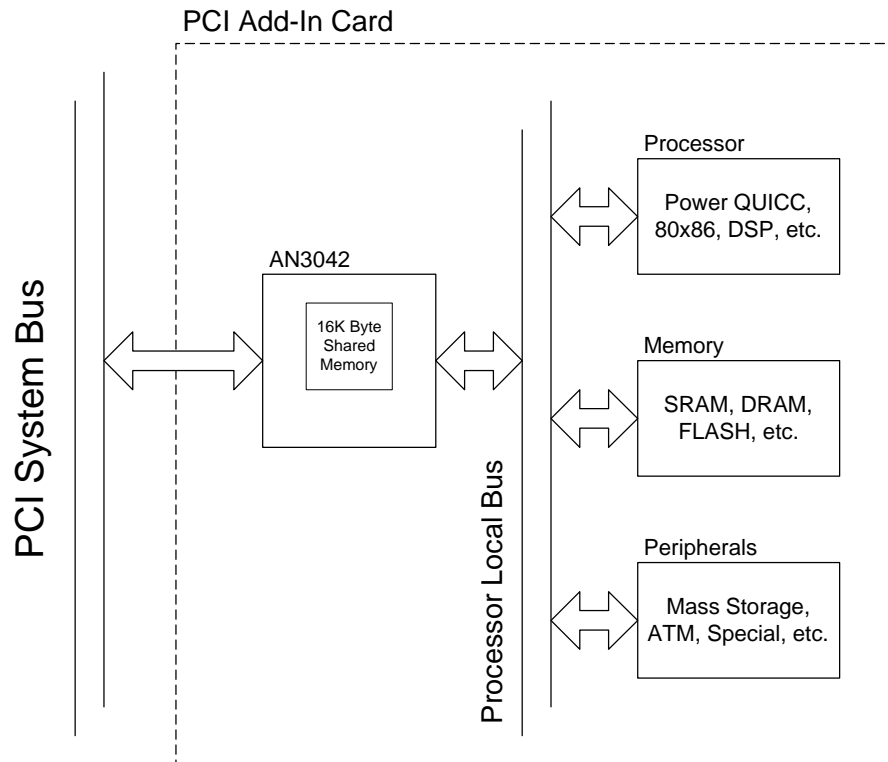 PCI Add-In Card
PCI System Bus
AN3042
16K Byte
Shared
Memory
Processor Local Bus
Processor
Power QUICC,
80x86, DSP, etc.
Memory
SRAM, DRAM,
FLASH, etc.
Peripherals
Mass Storage,
ATM, Special, etc.